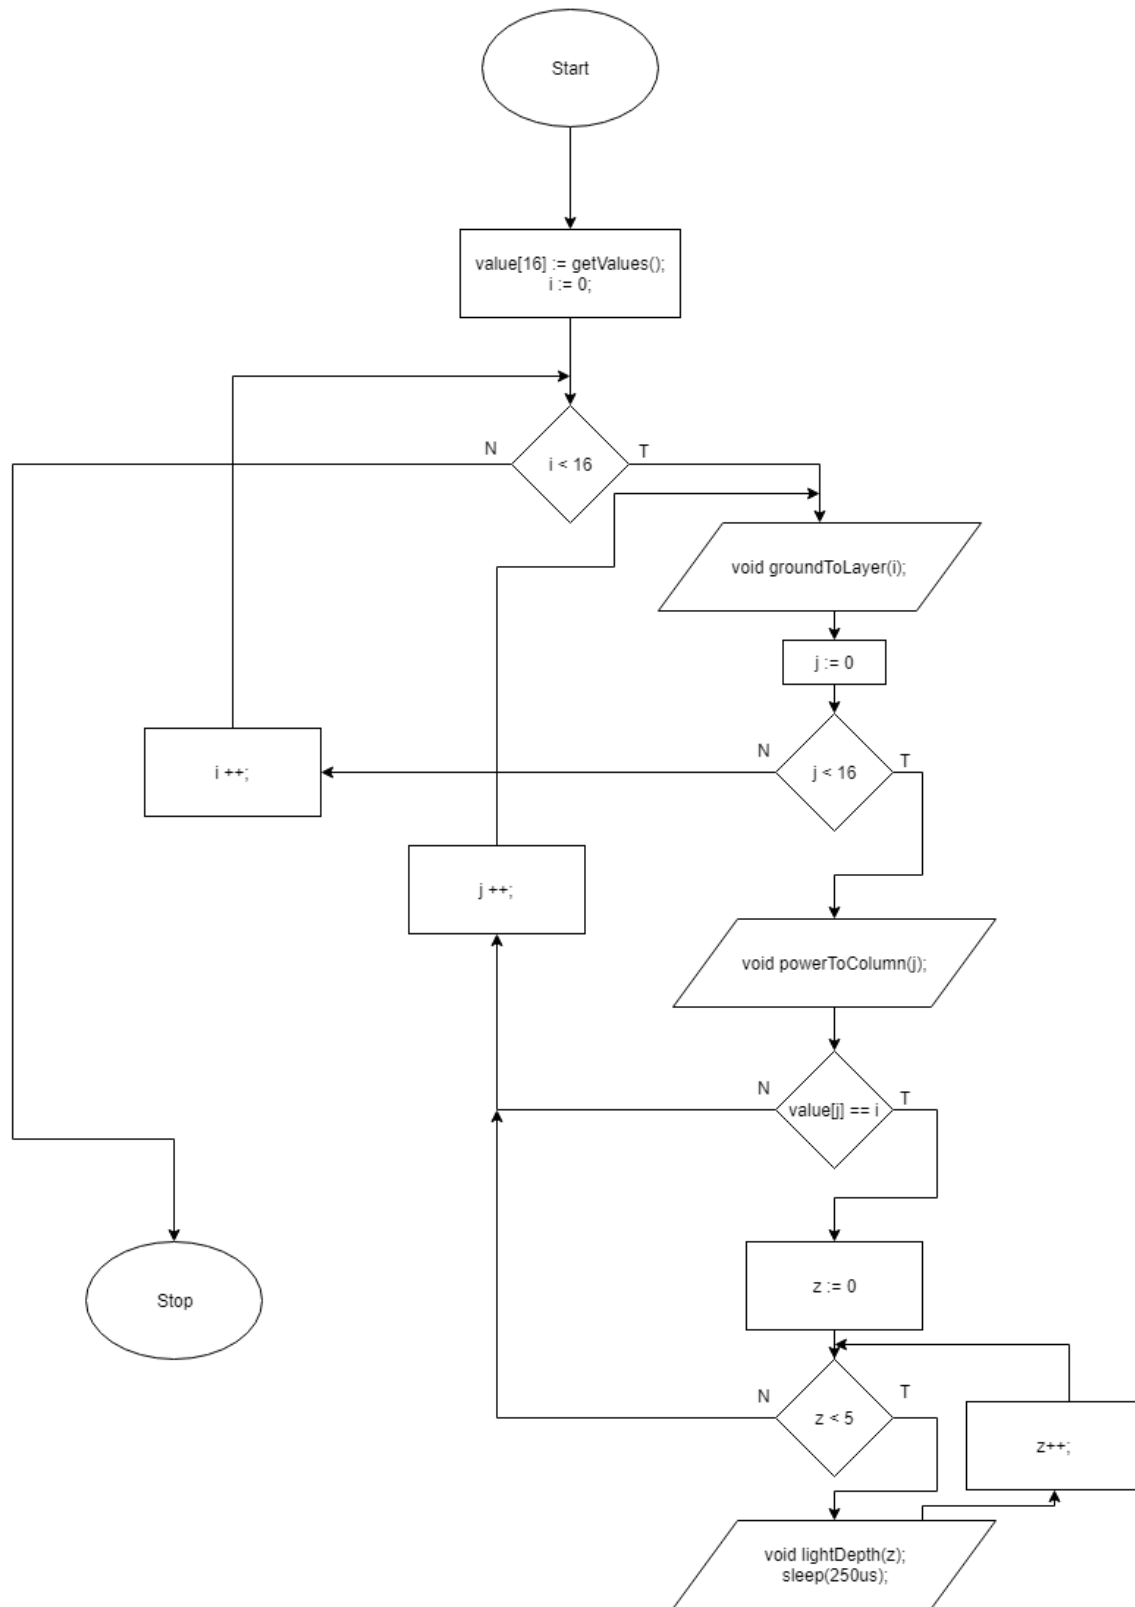 Start
value[16] := getValues();
i := 0;
N
i < 16
T
void groundToLayer(i);
j := 0
N
j < 16
T
i ++;
j ++;
void powerToColumn(j);
N
value[j] == i
T
z := 0
Stop
N
z < 5
T
z++;
void lightDepth(z);
sleep(250us);